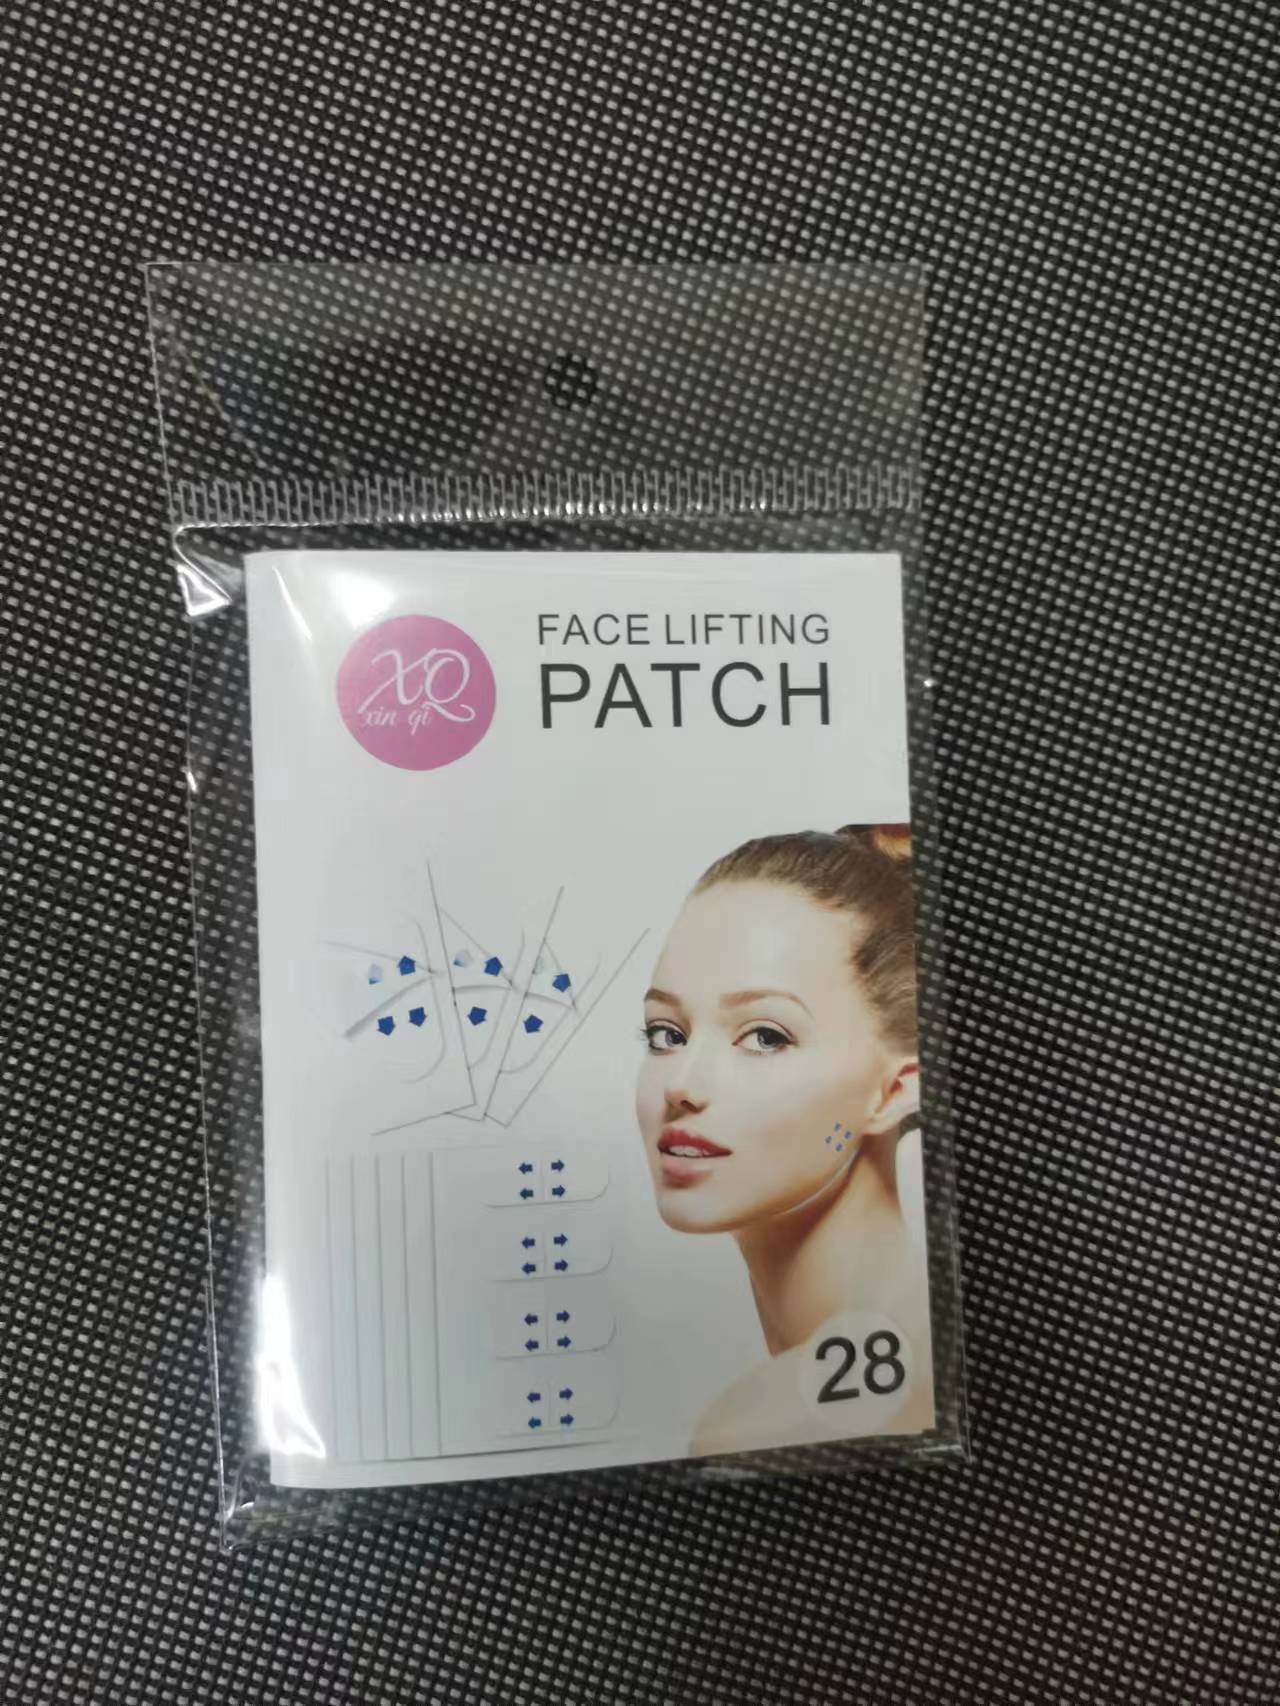 XQ
xin qi
FACE LIFTING
PATCH
28